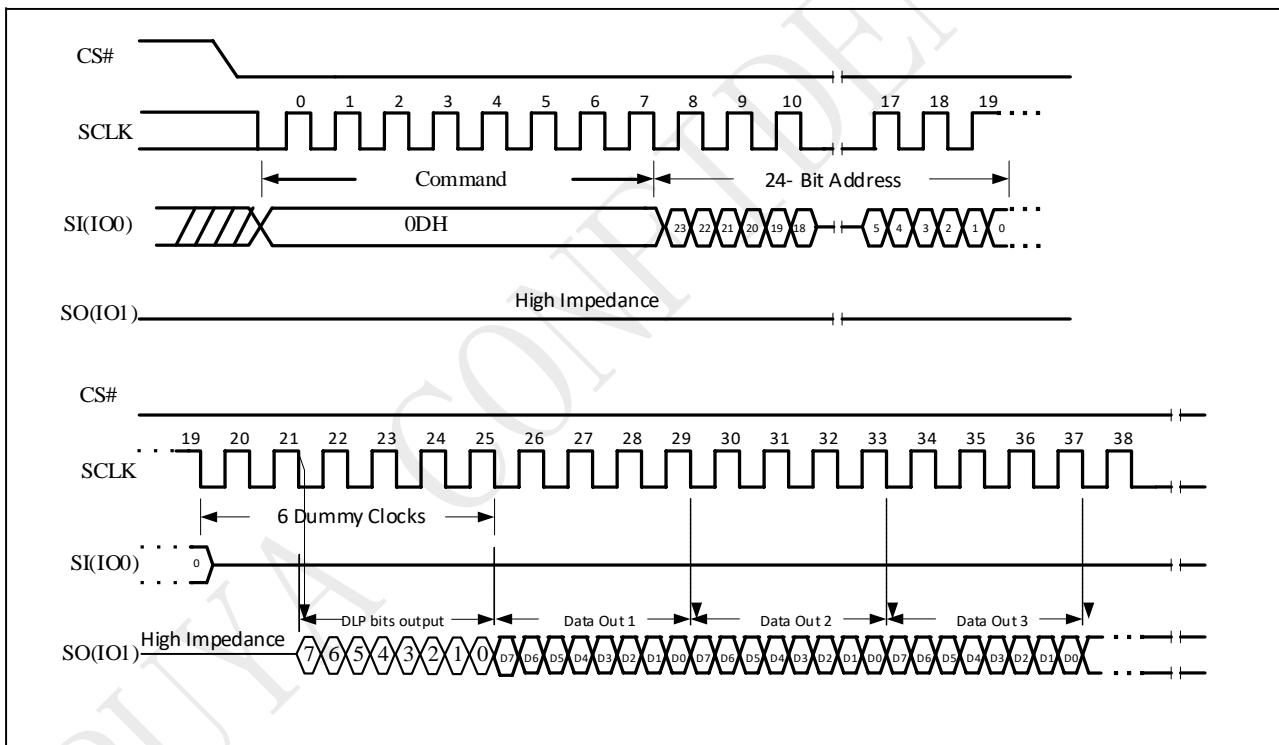 CS#
0 1 2 3 4 5 6 7 8 9 10 17 18 19
SCLK
Command 24- Bit Address
SI(IO0) 0DH 23 22 21 20 19 18 5 4 3 2 1 0
High Impedance
SO(IO1)
CS#
19 20 21 22 23 24 25 26 27 28 29 30 31 32 33 34 35 36 37 38
SCLK
6 Dummy Clocks
SI(IO0) 0
DLP bits output Data Out 1 Data Out 2 Data Out 3
High Impedance
SO(IO1) 7 6 5 4 3 2 1 0 D7 D6 D5 D4 D3 D2 D1 D0 D7 D6 D5 D4 D3 D2 D1 D0 D7 D6 D5 D4 D3 D2 D1 D0